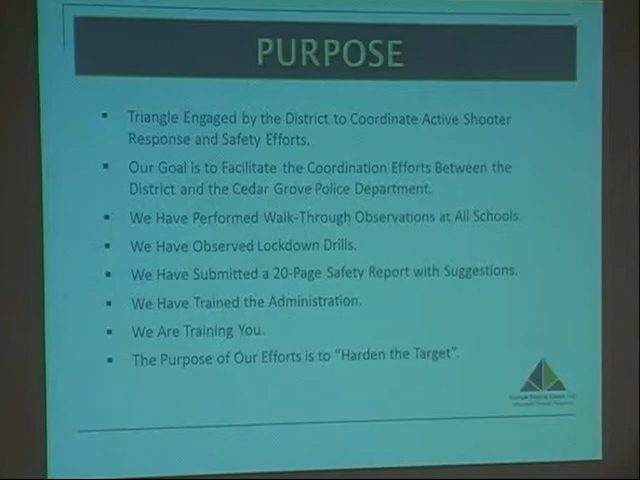 PURPOSE
Triangle Engaged by the District to Coordinate Active Shooter
Response and Safety Efforts.
Our Goal is to Facilitate the Coordination Efforts Between the
District and the Cedar Grove Police Department.
We Have Performed Walk-Through Observations at All Schools.
We Have Observed Lockdown Drills.
We Have Submitted a 20-Page Safety Report with Suggestions.
We Have Trained the Administration.
We Are Training You.
The Purpose of Our Efforts is to “Harden the Target”.